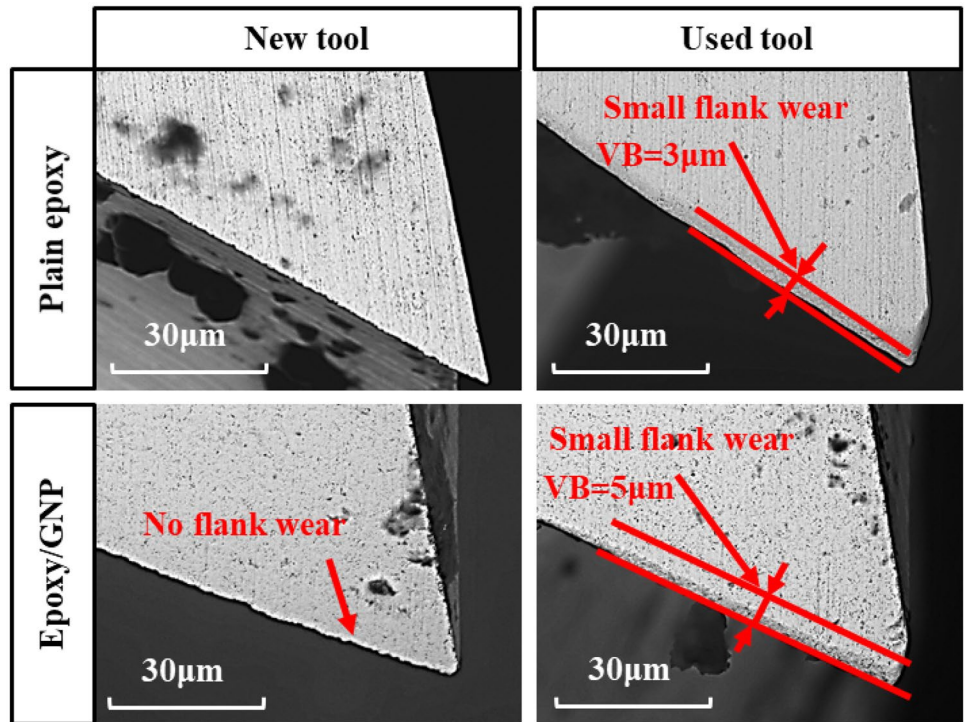 New tool
Used tool
Plain epoxy
Small flank wear
VB=3μm
30μm
30μm
Epoxy/GNP
No flank wear
Small flank wear
VB=5μm
30μm
30μm